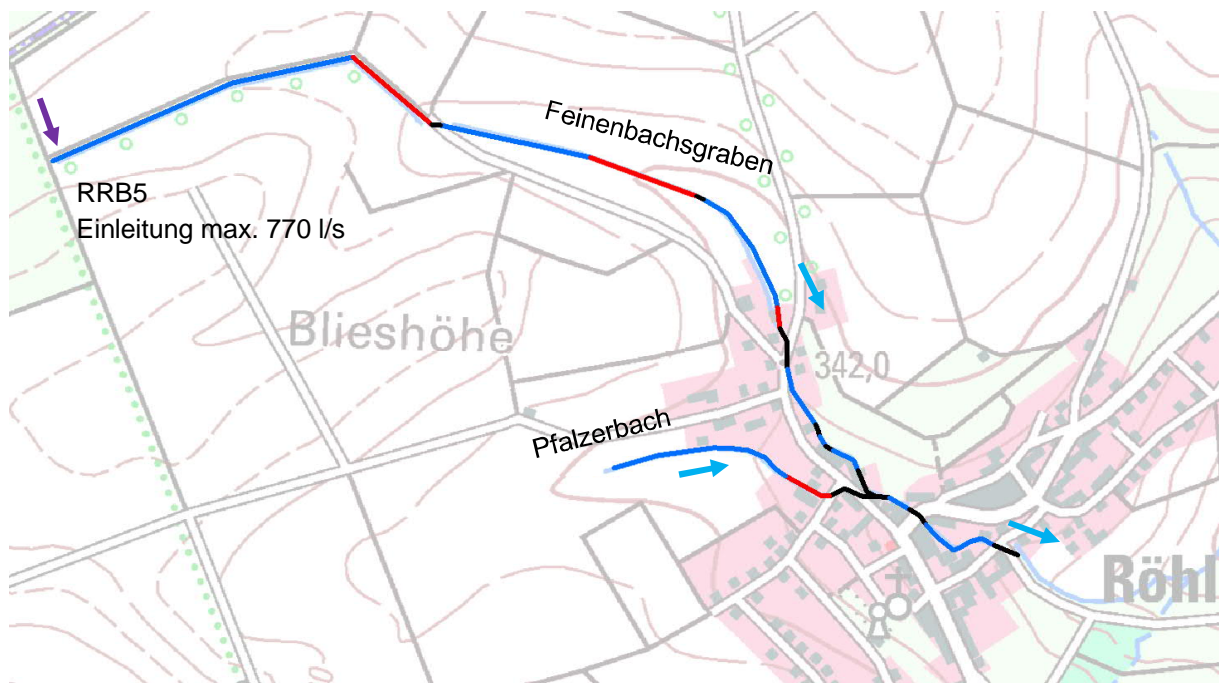 Feinenbachsgraben
RRB5
Einleitung max. 770 l/s
Blieshöhe
342,0
Pfalzerbach
Röhl